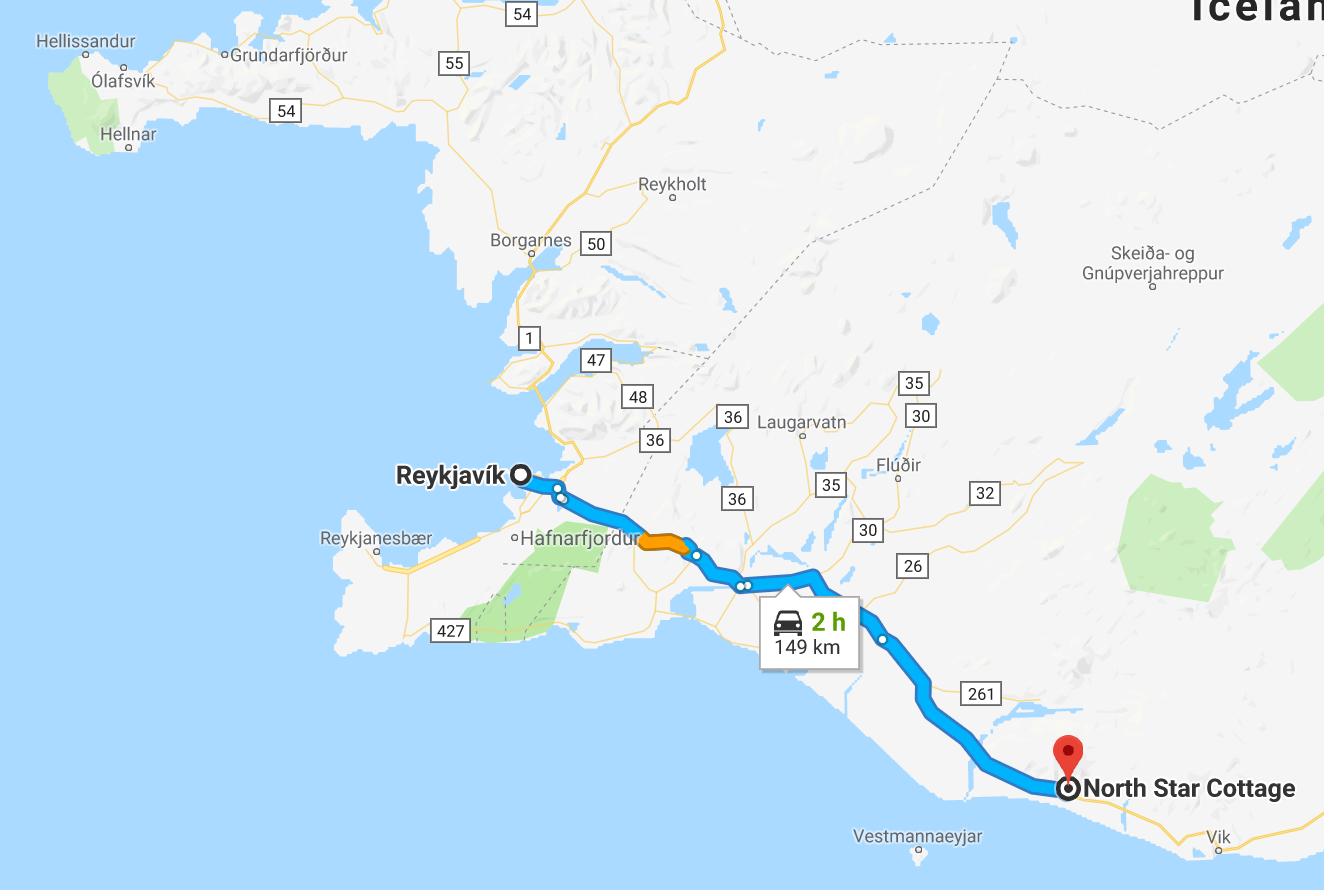 54
Icelan
Hellissandur
Grundarfjörður
55
Ólafsvík
54
Hellnar
Reykholt
Borgarnes
50
Skeiða- og
Gnúpverjahreppur
1
47
35
48
36
30
Laugarvatn
36
Flúðir
Reykjavík
35
32
36
30
Reykjanesbær
Hafnarfjordur
26
2 h
427
149 km
261
North Star Cottage
Vestmannaeyjar
Vik